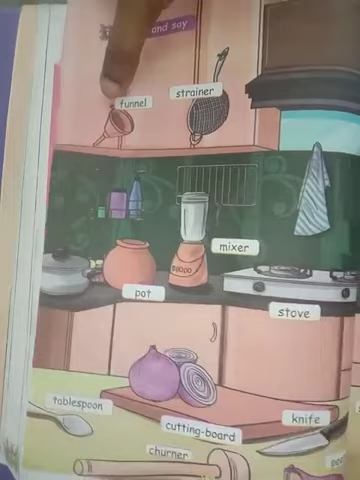 and say
strainer
funnel
mixer
pot
stove
tablespoon
knife
cutting-board
churner